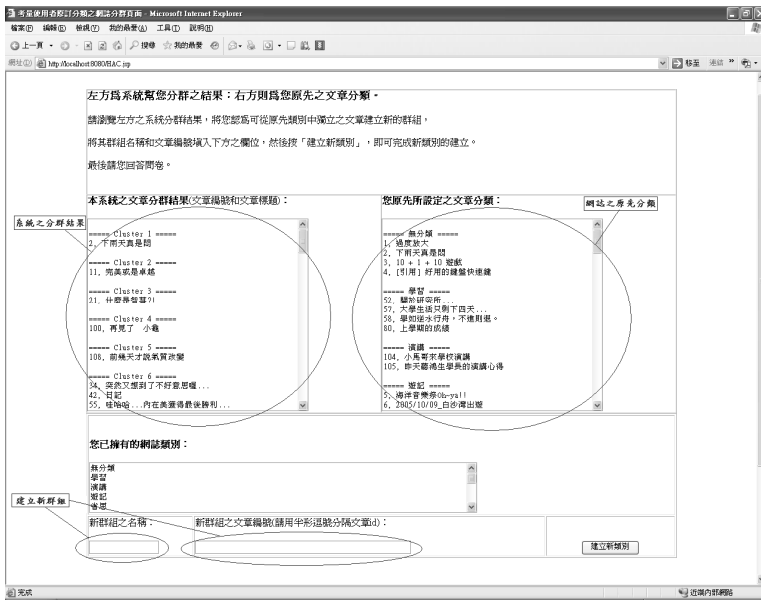 考量使用者原訂分類之網誌分群頁面 - Microsoft Internet Explorer
檔案(F) 編輯(E) 檢視(V) 我的最愛(A) 工具(T) 說明(H)
上一頁 搜尋 我的最愛
網址(D) http://localhost:8080/HAC.jsp 移至 連結
左方為系統幫您分群之結果：右方則為您原先之文章分類。
請瀏覽左方之系統分群結果，將您認為可從原先類別中獨立之文章建立新的群組，
將其群組名稱和文章編號填入下方之欄位，然後按「建立新類別」，即可完成新類別的建立。
最後請您回答問卷。
本系統之文章分群結果(文章編號和文章標題)：
系統之分群結果
===== Cluster 1 =====
2, 下雨天真是悶
===== Cluster 2 =====
11, 完美或是卓越
===== Cluster 3 =====
21, 什麼是智慧?!
===== Cluster 4 =====
100, 再見了 小龜
===== Cluster 5 =====
108, 前幾天才說氣質改變
===== Cluster 6 =====
34, 突然又想到了不好意思喔...
42, 日記
55, 哇哈哈...內在美獲得最後勝利...
您原先所設定之文章分類：
網誌之原先分類
===== 無分類 =====
1, 過度放大
2, 下雨天真是悶
3, 10 + 1 + 10 遊戲
4, [引用] 好用的鍵盤快速鍵
===== 學習 =====
52, 關於研究所...
57, 大學生活只剩下四天...
58, 學如逆水行舟，不進則退。
80, 上學期的成績
===== 演講 =====
104, 小馬哥來學校演講
105, 昨天蔡鴻生學長的演講心得
===== 遊記 =====
5, 海洋音樂祭Oh-ya!!
6, 2005/10/09_白沙灣出遊
您已擁有的網誌類別：
無分類
學習
演講
遊記
省思
建立新群組
新群組之名稱：
新群組之文章編號(請用半形逗號分隔文章id)：
建立新類別
完成 近端內部網路